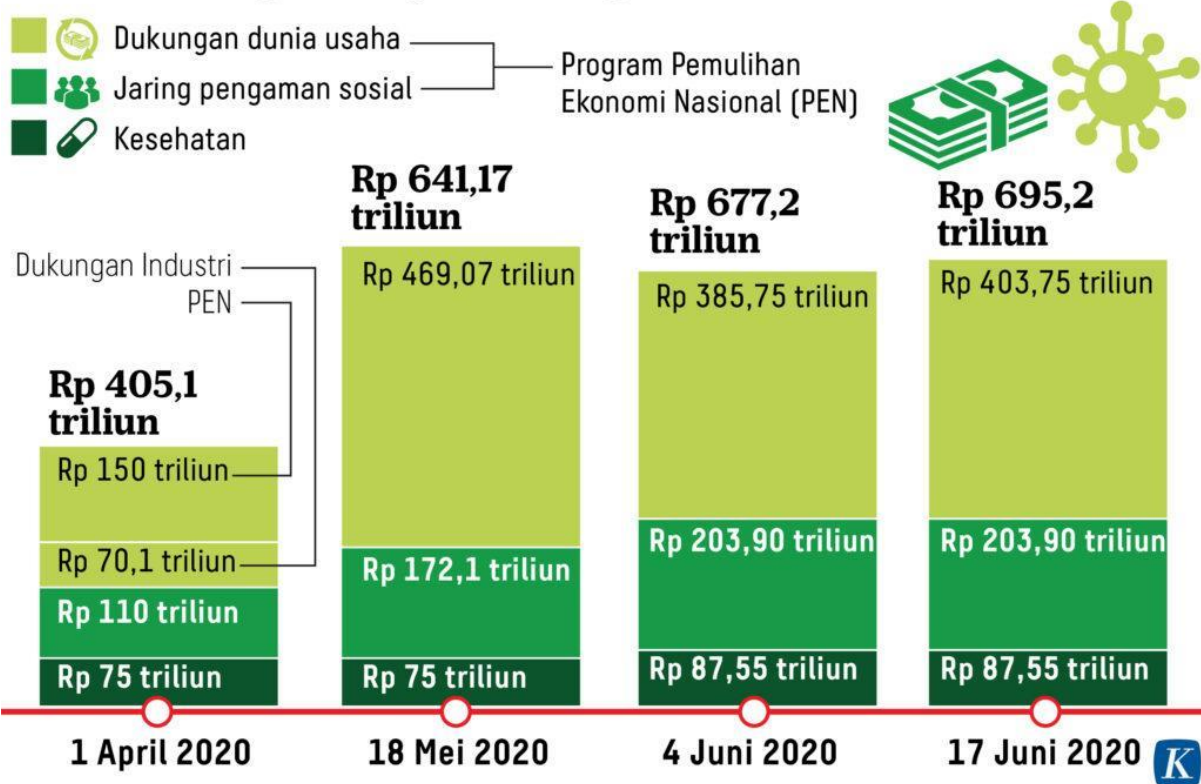 Dukungan dunia usaha
Jaring pengaman sosial
Kesehatan
Program Pemulihan
Ekonomi Nasional (PEN)
Dukungan Industri
PEN
Rp 405,1
triliun
Rp 150 triliun
Rp 70,1 triliun
Rp 110 triliun
Rp 75 triliun
1 April 2020
Rp 641,17
triliun
Rp 469,07 triliun
Rp 172,1 triliun
Rp 75 triliun
18 Mei 2020
Rp 677,2
triliun
Rp 385,75 triliun
Rp 203,90 triliun
Rp 87,55 triliun
4 Juni 2020
Rp 695,2
triliun
Rp 403,75 triliun
Rp 203,90 triliun
Rp 87,55 triliun
17 Juni 2020
K